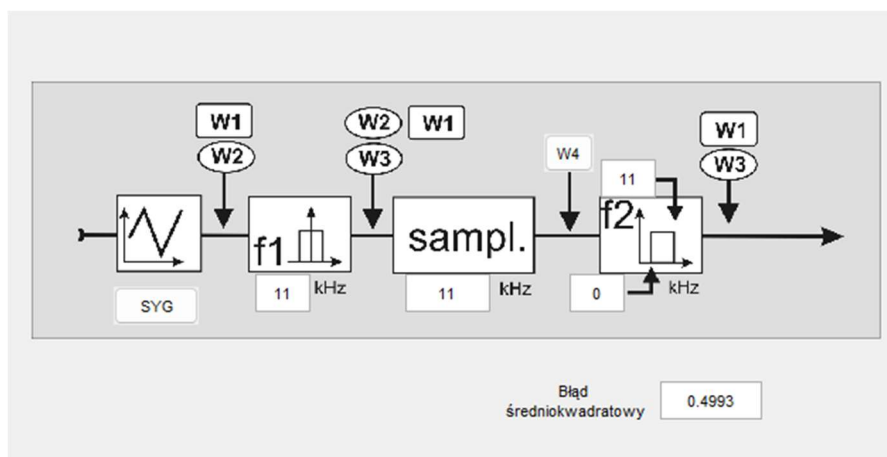 W1
W2
W2 W1
W3
W4
W1
W3
11
f1
sampl.
f2
11 kHz
11 kHz
0 kHz
SYG
Błąd
średniokwadratowy
0.4993